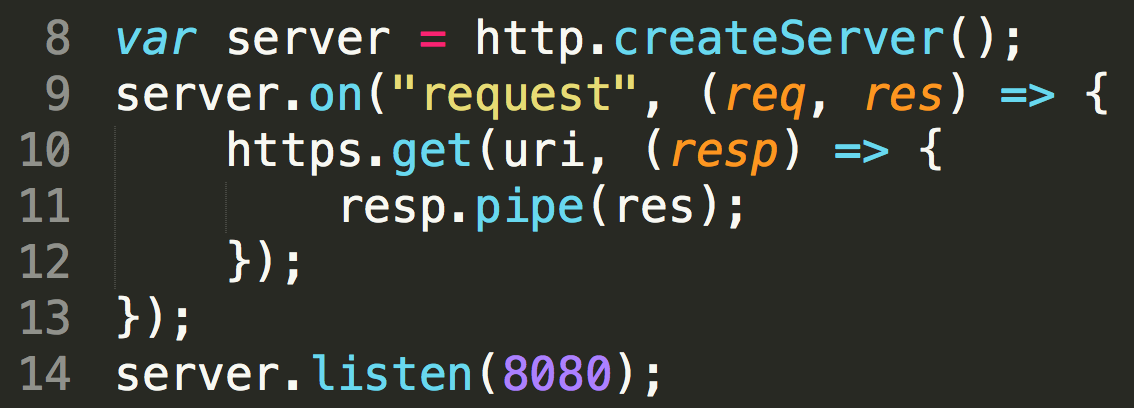 8 var server = http.createServer();
9 server.on("request", (req, res) => {
10     https.get(uri, (resp) => {
11         resp.pipe(res);
12     });
13 });
14 server.listen(8080);